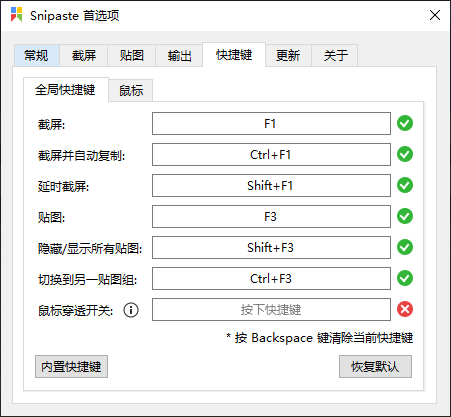 Snipaste 首选项
常规 截屏 贴图 输出 快捷键 更新 关于
全局快捷键 鼠标
截屏: F1
截屏并自动复制: Ctrl+F1
延时截屏: Shift+F1
贴图: F3
隐藏/显示所有贴图: Shift+F3
切换到另一贴图组: Ctrl+F3
鼠标穿透开关: 按下快捷键
* 按 Backspace 键清除当前快捷键
内置快捷键 恢复默认